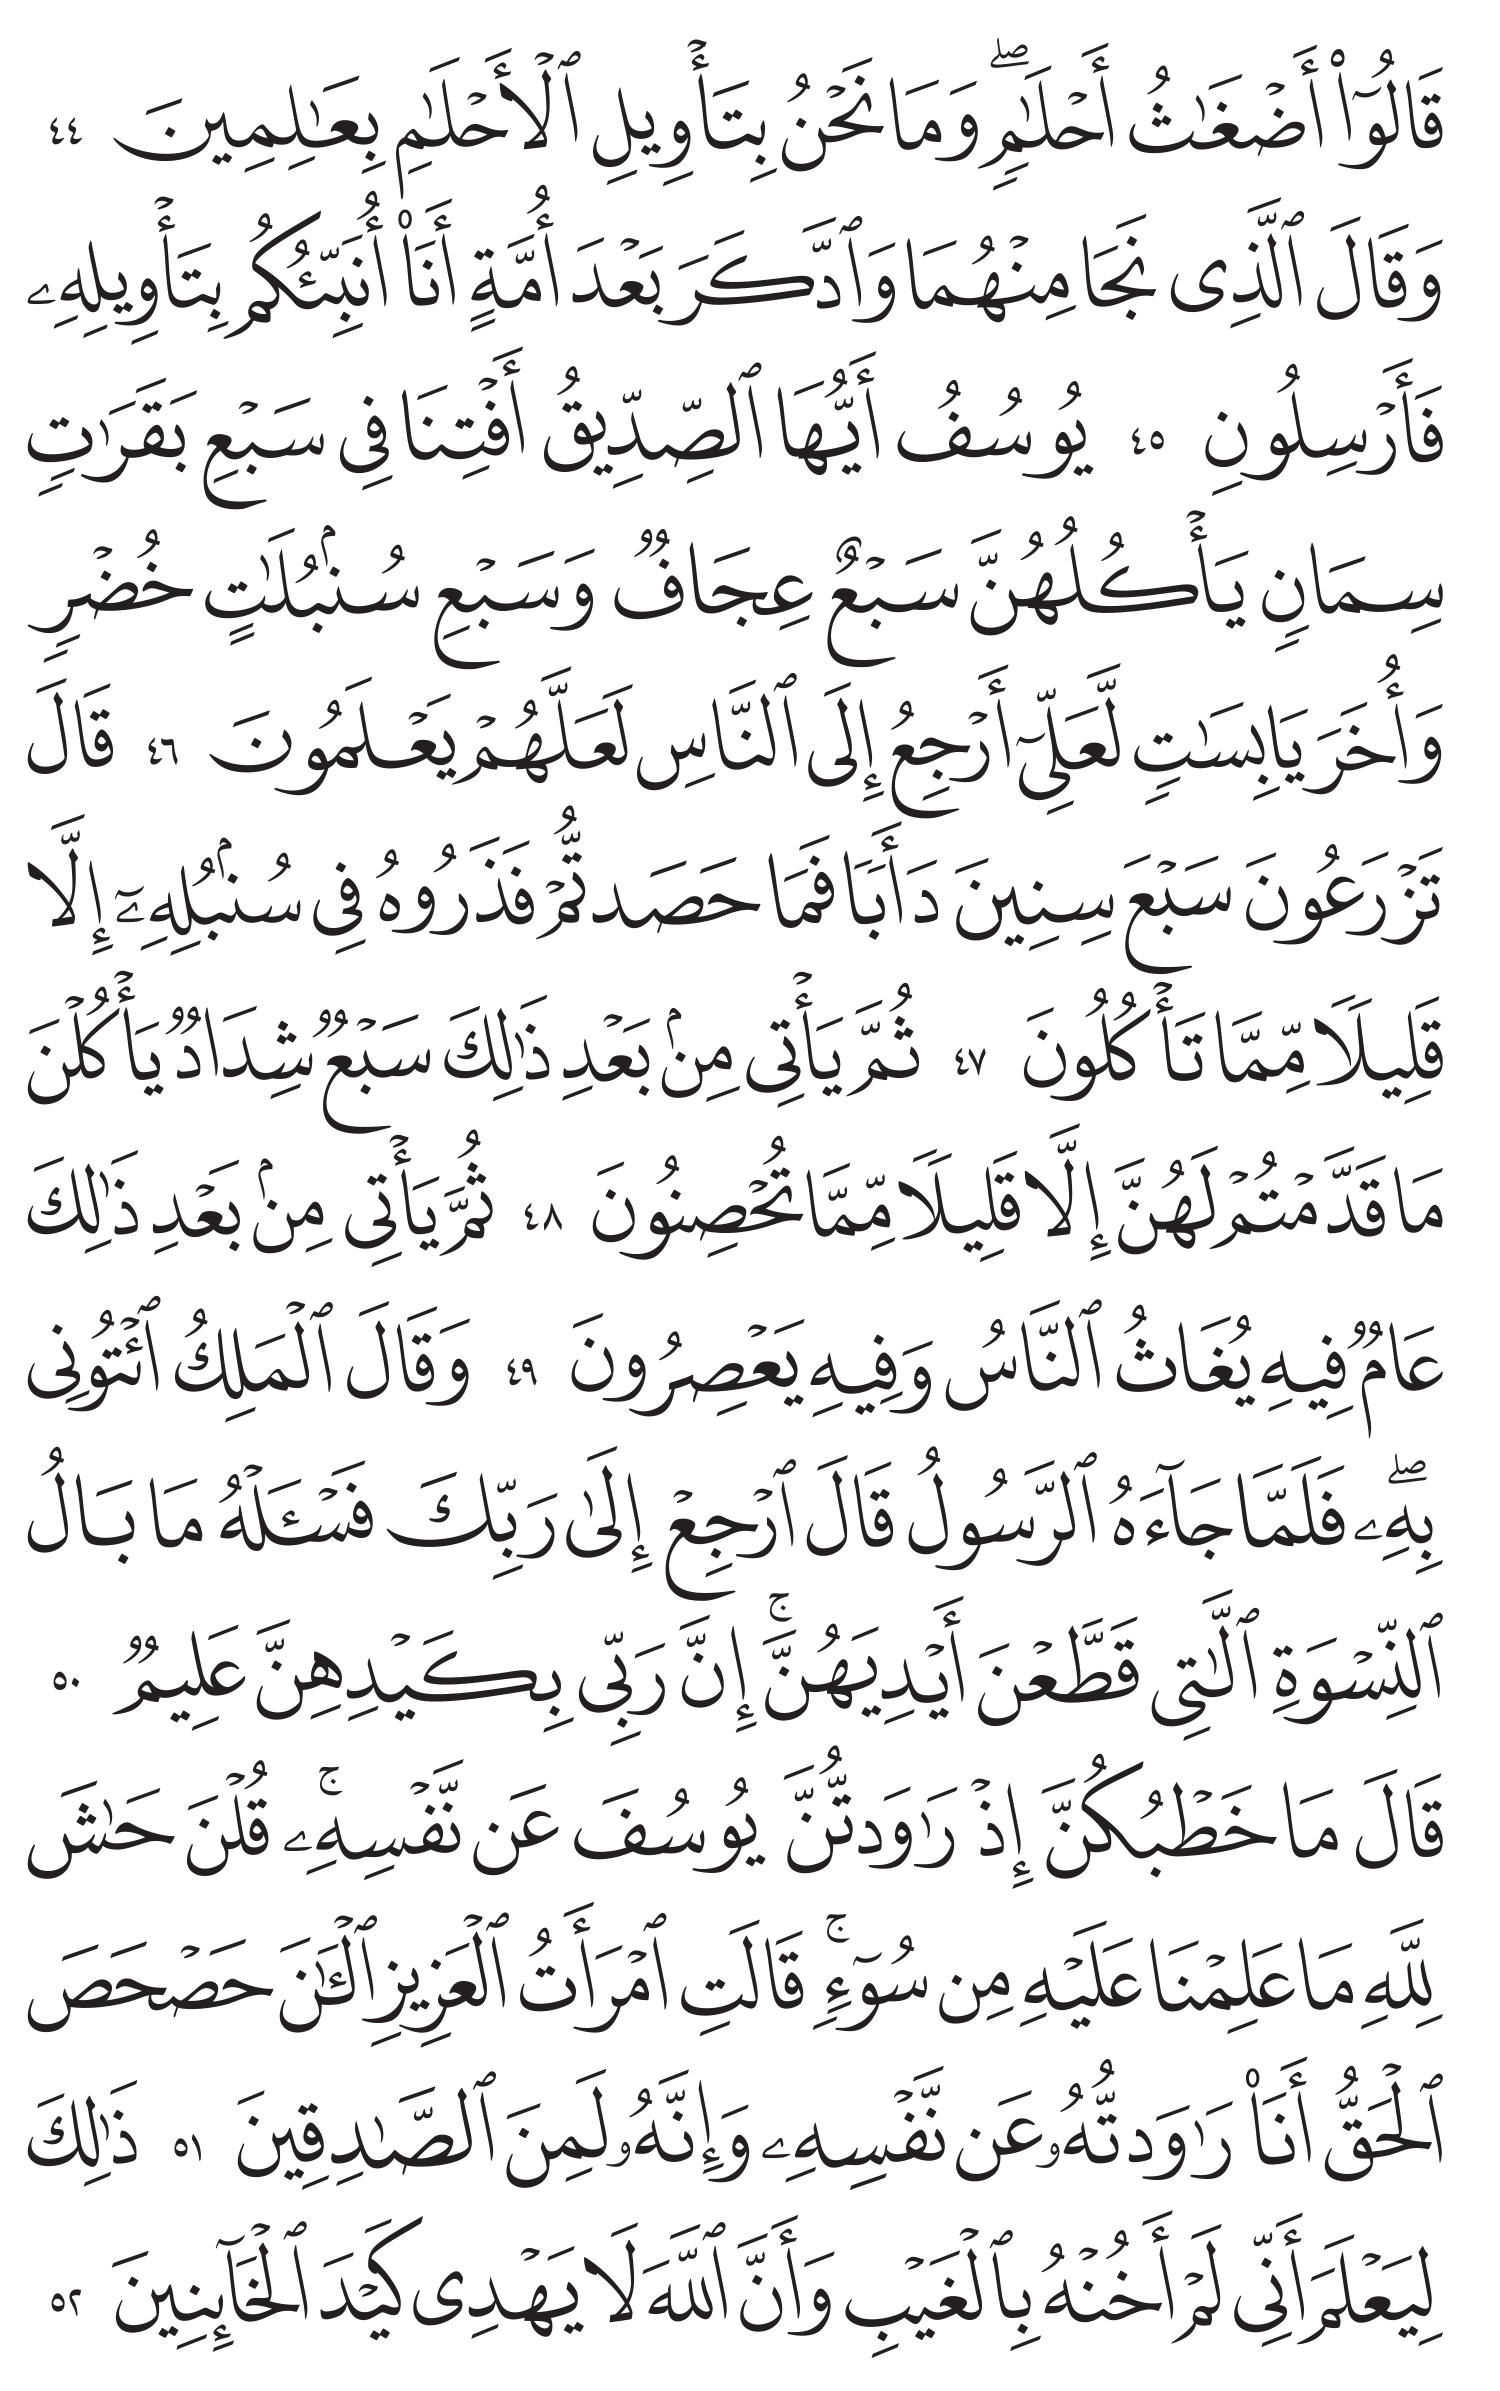 قَالُوٓا۟ أَضْغَـٰثُ أَحْلَـٰمٍ ۖ وَمَا نَحْنُ بِتَأْوِيلِ ٱلْأَحْلَـٰمِ بِعَـٰلِمِينَ ٤٤
وَقَالَ ٱلَّذِى نَجَا مِنْهُمَا وَٱدَّكَرَ بَعْدَ أُمَّةٍ أَنَا۠ أُنَبِّئُكُم بِتَأْوِيلِهِۦ
فَأَرْسِلُونِ ٤٥ يُوسُفُ أَيُّهَا ٱلصِّدِّيقُ أَفْتِنَا فِى سَبْعِ بَقَرَٰتٍ
سِمَانٍ يَأْكُلُهُنَّ سَبْعٌ عِجَافٌ وَسَبْعِ سُنۢبُلَـٰتٍ خُضْرٍ
وَأُخَرَ يَابِسَـٰتٍ لَّعَلِّىٓ أَرْجِعُ إِلَى ٱلنَّاسِ لَعَلَّهُمْ يَعْلَمُونَ ٤٦ قَالَ
تَزْرَعُونَ سَبْعَ سِنِينَ دَأَبًا فَمَا حَصَدتُّمْ فَذَرُوهُ فِى سُنۢبُلِهِۦٓ إِلَّا
قَلِيلًا مِّمَّا تَأْكُلُونَ ٤٧ ثُمَّ يَأْتِى مِنۢ بَعْدِ ذَٰلِكَ سَبْعٌ شِدَادٌ يَأْكُلْنَ
مَا قَدَّمْتُمْ لَهُنَّ إِلَّا قَلِيلًا مِّمَّا تُحْصِنُونَ ٤٨ ثُمَّ يَأْتِى مِنۢ بَعْدِ ذَٰلِكَ
عَامٌ فِيهِ يُغَاثُ ٱلنَّاسُ وَفِيهِ يَعْصِرُونَ ٤٩ وَقَالَ ٱلْمَلِكُ ٱئْتُونِى
بِهِۦ ۖ فَلَمَّا جَآءَهُ ٱلرَّسُولُ قَالَ ٱرْجِعْ إِلَىٰ رَبِّكَ فَسْـَٔلْهُ مَا بَالُ
ٱلنِّسْوَةِ ٱلَّـٰتِى قَطَّعْنَ أَيْدِيَهُنَّ ۚ إِنَّ رَبِّى بِكَيْدِهِنَّ عَلِيمٌ ٥٠
قَالَ مَا خَطْبُكُنَّ إِذْ رَٰوَدتُّنَّ يُوسُفَ عَن نَّفْسِهِۦ ۚ قُلْنَ حَـٰشَ
لِلَّهِ مَا عَلِمْنَا عَلَيْهِ مِن سُوٓءٍ ۚ قَالَتِ ٱمْرَأَتُ ٱلْعَزِيزِ ٱلْـَٔـٰنَ حَصْحَصَ
ٱلْحَقُّ أَنَا۠ رَٰوَدتُّهُۥ عَن نَّفْسِهِۦ وَإِنَّهُۥ لَمِنَ ٱلصَّـٰدِقِينَ ٥١ ذَٰلِكَ
لِيَعْلَمَ أَنِّى لَمْ أَخُنْهُ بِٱلْغَيْبِ وَأَنَّ ٱللَّهَ لَا يَهْدِى كَيْدَ ٱلْخَآئِنِينَ ٥٢